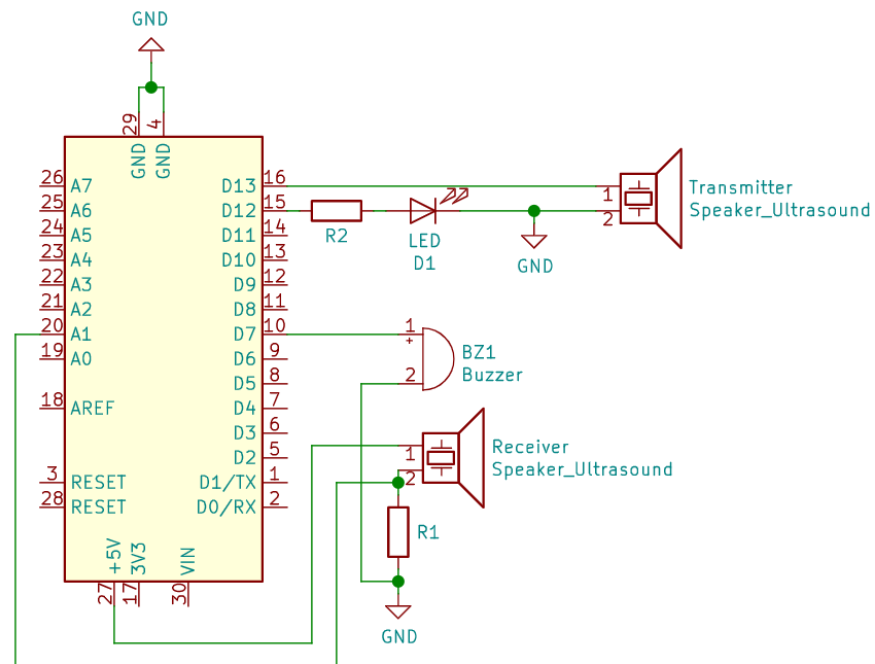 GND
29
4
GND
GND
26 A7
25 A6
24 A5
23 A4
22 A3
21 A2
20 A1
19 A0
18 AREF
3 RESET
28 RESET
D13 16
D12 15
D11 14
D10 13
D9 12
D8 11
D7 10
D6 9
D5 8
D4 7
D3 6
D2 5
D1/TX 1
D0/RX 2
+5V
3V3
VIN
27
17
30
R2
LED
D1
GND
1
2
Transmitter
Speaker_Ultrasound
1
+
2
BZ1
Buzzer
1
2
Receiver
Speaker_Ultrasound
R1
GND